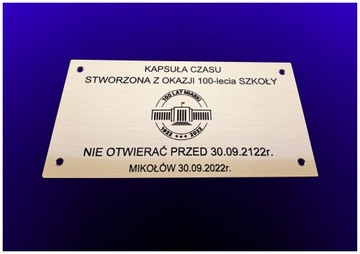 KAPSUŁA CZASU
STWORZONA Z OKAZJI 100-lecia SZKOŁY
100 LAT MIARKI
1922 *** 2022
NIE OTWIERAĆ PRZED 30.09.2122r.
MIKOŁÓW 30.09.2022r.